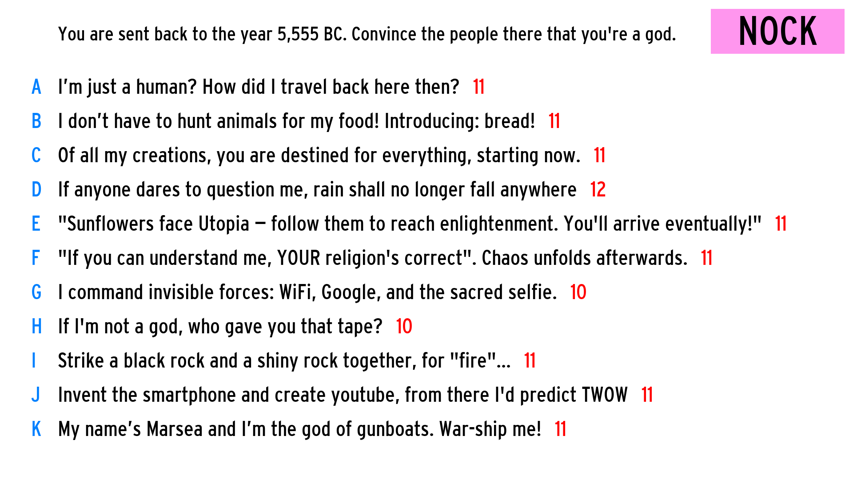 You are sent back to the year 5,555 BC. Convince the people there that you're a god.
NOCK
A I’m just a human? How did I travel back here then? 11
B I don’t have to hunt animals for my food! Introducing: bread! 11
C Of all my creations, you are destined for everything, starting now. 11
D If anyone dares to question me, rain shall no longer fall anywhere 12
E "Sunflowers face Utopia – follow them to reach enlightenment. You'll arrive eventually!" 11
F "If you can understand me, YOUR religion's correct". Chaos unfolds afterwards. 11
G I command invisible forces: WiFi, Google, and the sacred selfie. 10
H If I'm not a god, who gave you that tape? 10
I Strike a black rock and a shiny rock together, for "fire"... 11
J Invent the smartphone and create youtube, from there I'd predict TWOW 11
K My name’s Marsea and I’m the god of gunboats. War-ship me! 11